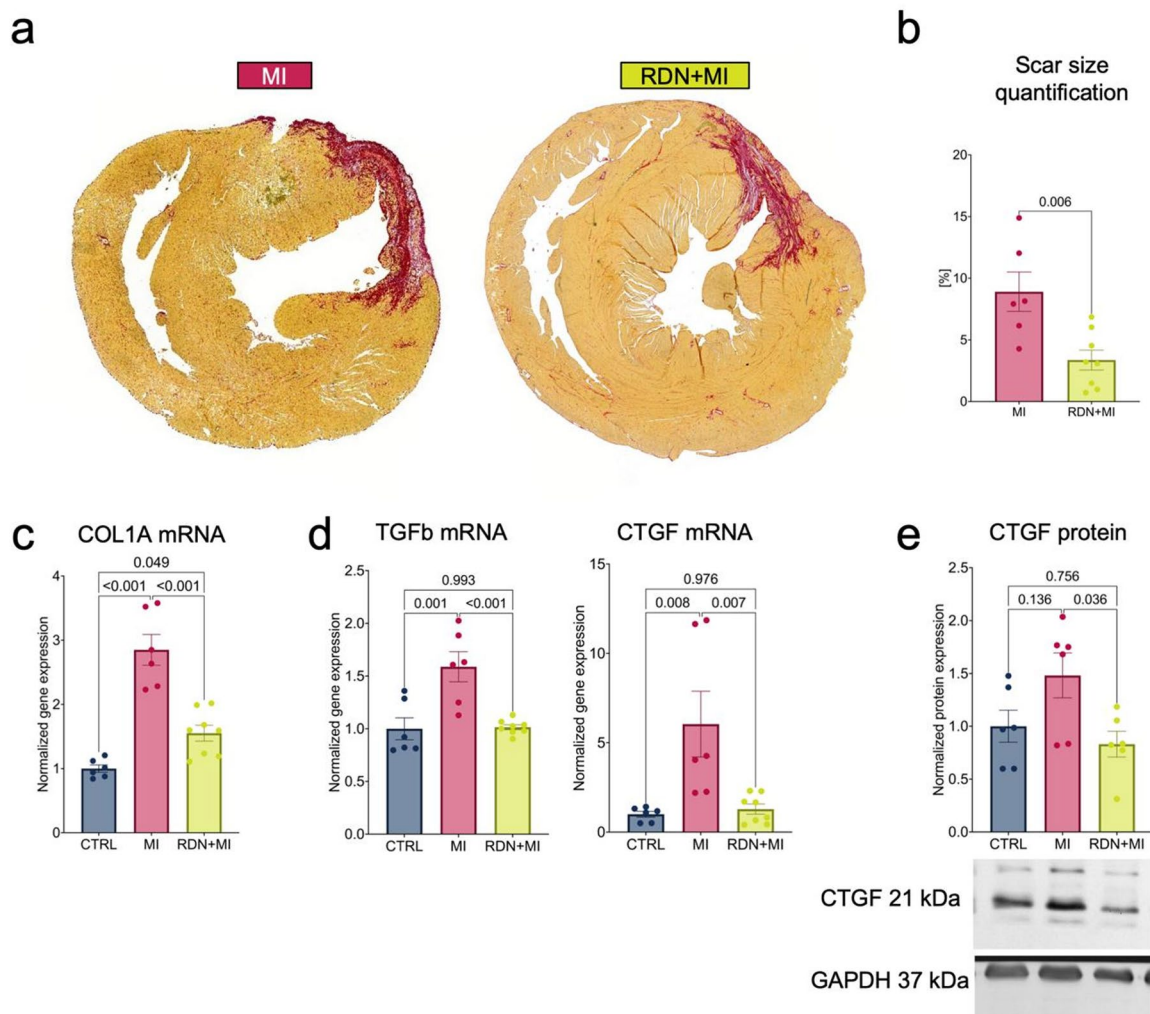 a
MI
RDN+MI
b
Scar size
quantification
20
15
10
5
0
[%]
0.006
MI
RDN+MI
c
COL1A mRNA
0.049
<0.001
<0.001
4
3
2
1
0
Normalized gene expression
CTRL
MI
RDN+MI
d
TGFb mRNA
0.993
0.001
<0.001
2.5
2.0
1.5
1.0
0.5
0.0
Normalized gene expression
CTRL
MI
RDN+MI
CTGF mRNA
0.976
0.008
0.007
15
10
5
0
Normalized gene expression
CTRL
MI
RDN+MI
e
CTGF protein
0.756
0.136
0.036
2.5
2.0
1.5
1.0
0.5
0.0
Normalized protein expression
CTRL
MI
RDN+MI
CTGF 21 kDa
GAPDH 37 kDa